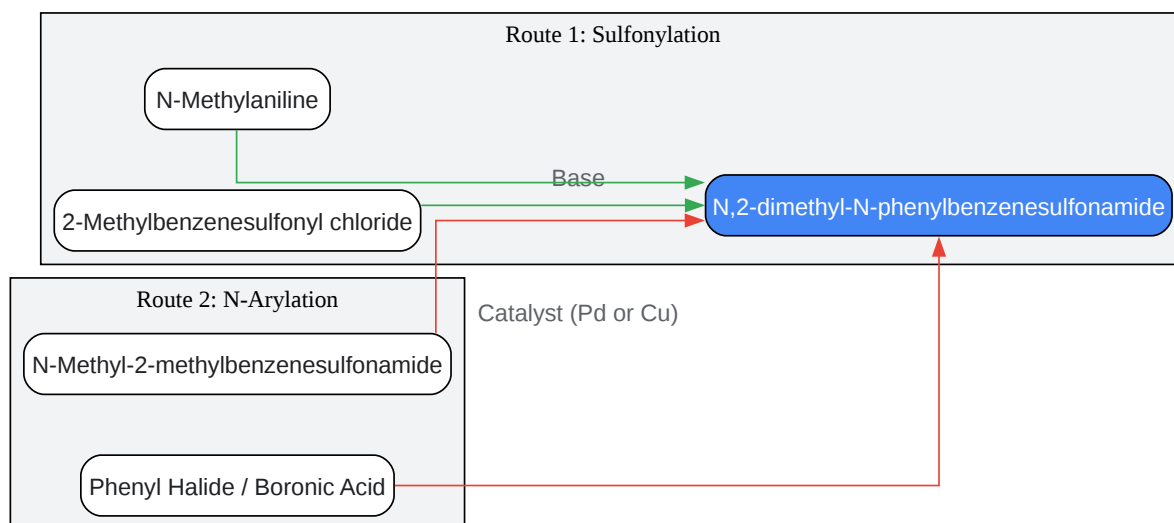 Route 1: Sulfonylation
N-Methylaniline
Base
2-Methylbenzenesulfonyl chloride
N,2-dimethyl-N-phenylbenzenesulfonamide
Route 2: N-Arylation
Catalyst (Pd or Cu)
N-Methyl-2-methylbenzenesulfonamide
Phenyl Halide / Boronic Acid